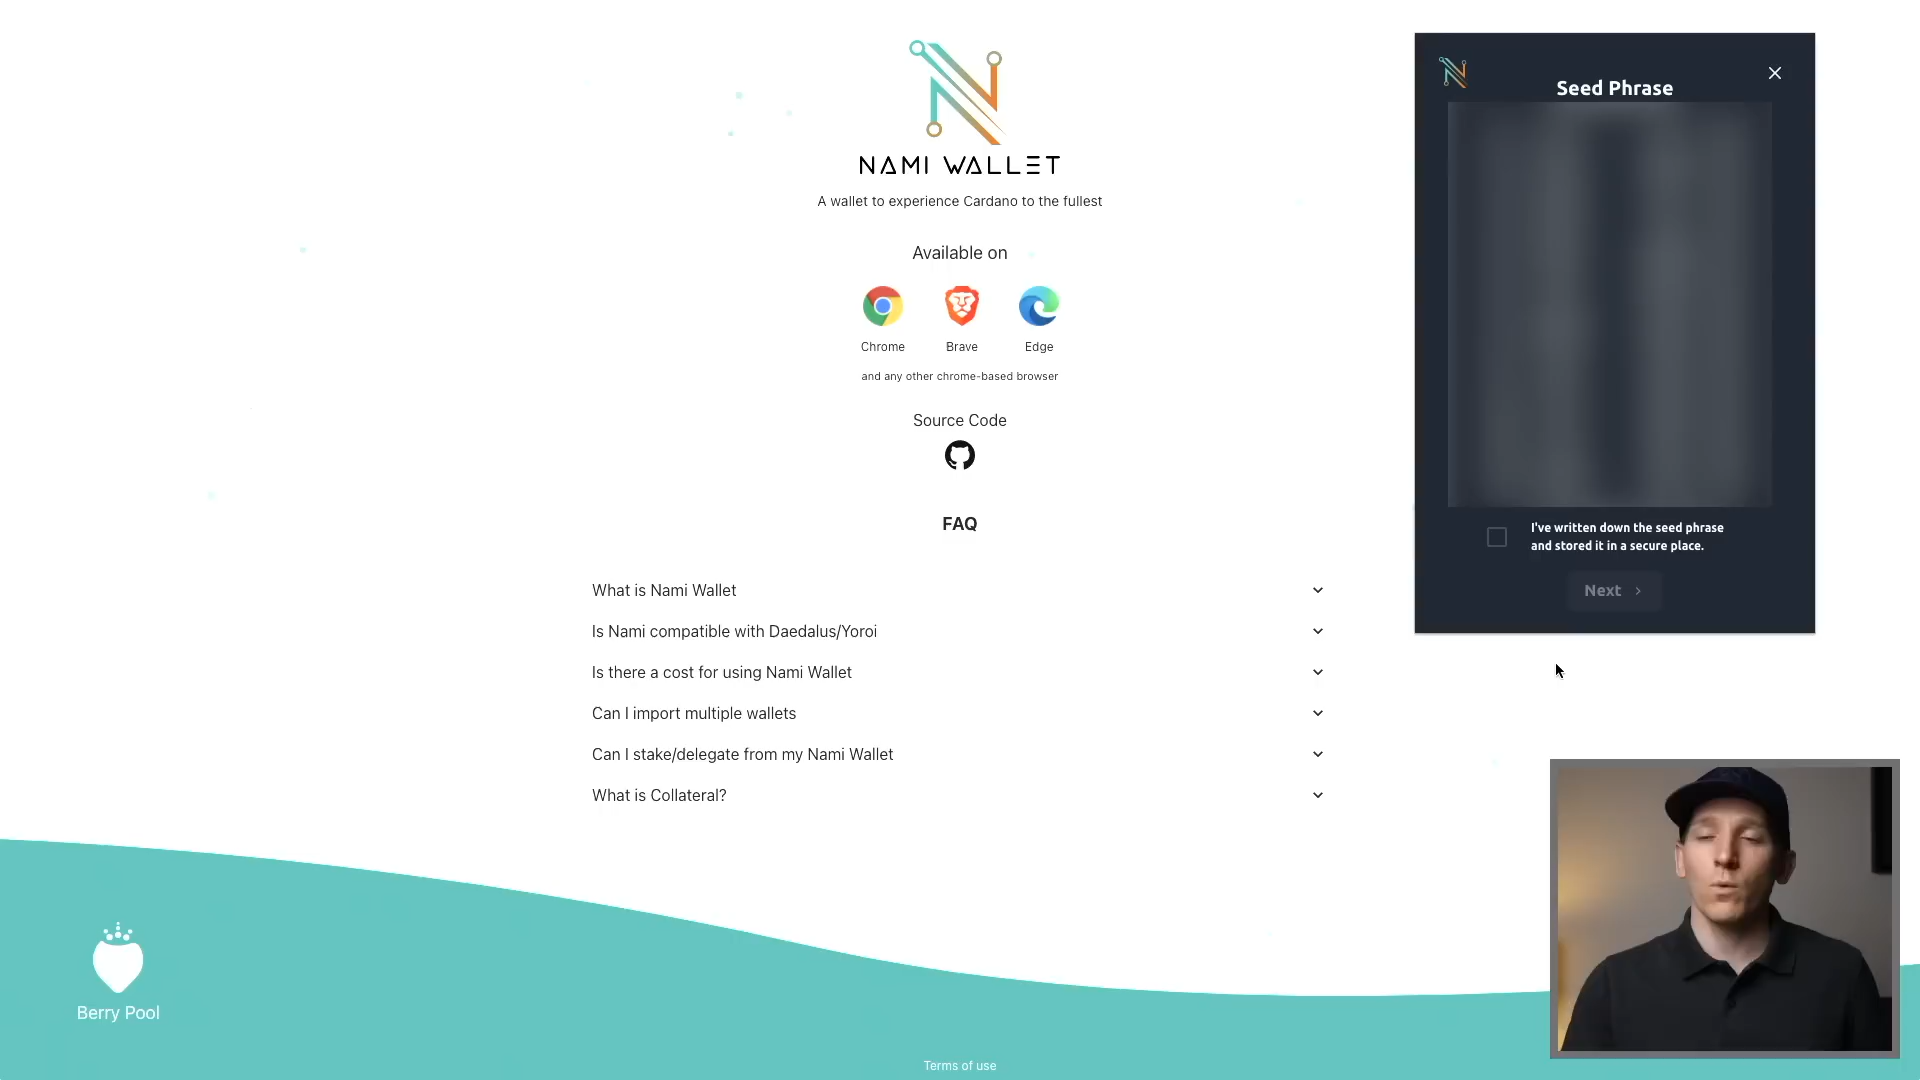 NAMI WALLET
A wallet to experience Cardano to the fullest
Available on
Chrome
Brave
Edge
and any other chrome-based browser
Source Code
FAQ
What is Nami Wallet
Is Nami compatible with Daedalus/Yoroi
Is there a cost for using Nami Wallet
Can I import multiple wallets
Can I stake/delegate from my Nami Wallet
What is Collateral?
Seed Phrase
I've written down the seed phrase
and stored it in a secure place.
Next
Berry Pool
Terms of use